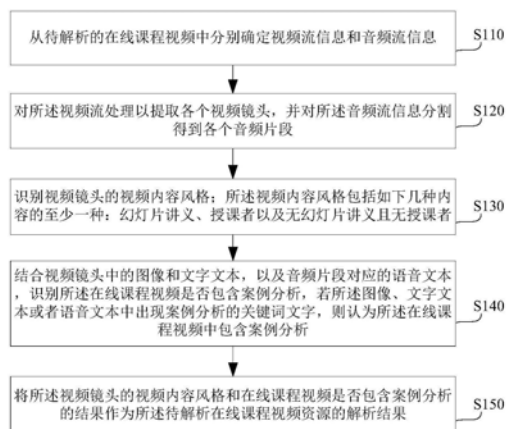 从待解析的在线课程视频中分别确定视频流信息和音频流信息
S110
对所述视频流处理以提取各个视频镜头，并对所述音频流信息分割
得到各个音频片段
S120
识别视频镜头的视频内容风格；所述视频内容风格包括如下几种内
容的至少一种：幻灯片讲义、授课者以及无幻灯片讲义且无授课者
S130
结合视频镜头中的图像和文字文本，以及音频片段对应的语音文本
，识别所述在线课程视频是否包含案例分析，若所述图像、文字文
本或者语音文本中出现案例分析的关键词文字，则认为所述在线课
程视频中包含案例分析
S140
将所述视频镜头的视频内容风格和在线课程视频是否包含案例分析
的结果作为所述待解析在线课程视频资源的解析结果
S150